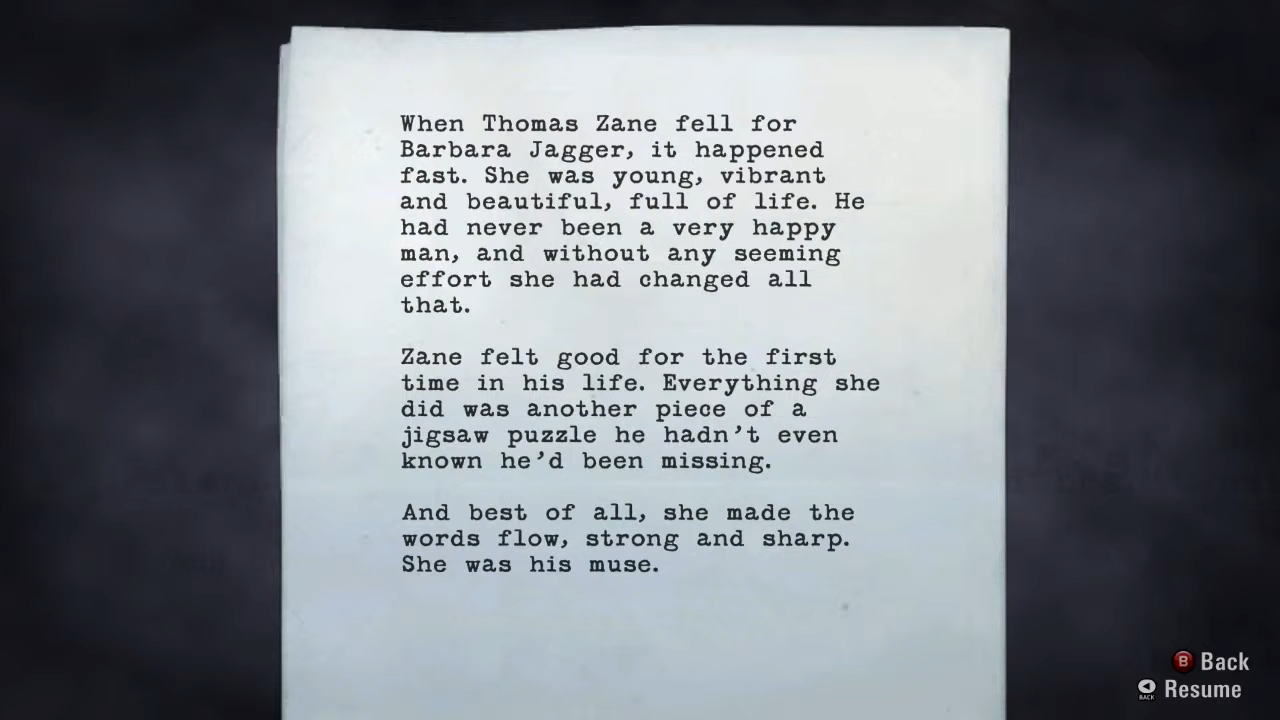 When Thomas Zane fell for
Barbara Jagger, it happened
fast. She was young, vibrant
and beautiful, full of life. He
had never been a very happy
man, and without any seeming
effort she had changed all
that.
Zane felt good for the first
time in his life. Everything she
did was another piece of a
jigsaw puzzle he hadn't even
known he'd been missing.
And best of all, she made the
words flow, strong and sharp.
She was his muse.
B Back
BACK Resume